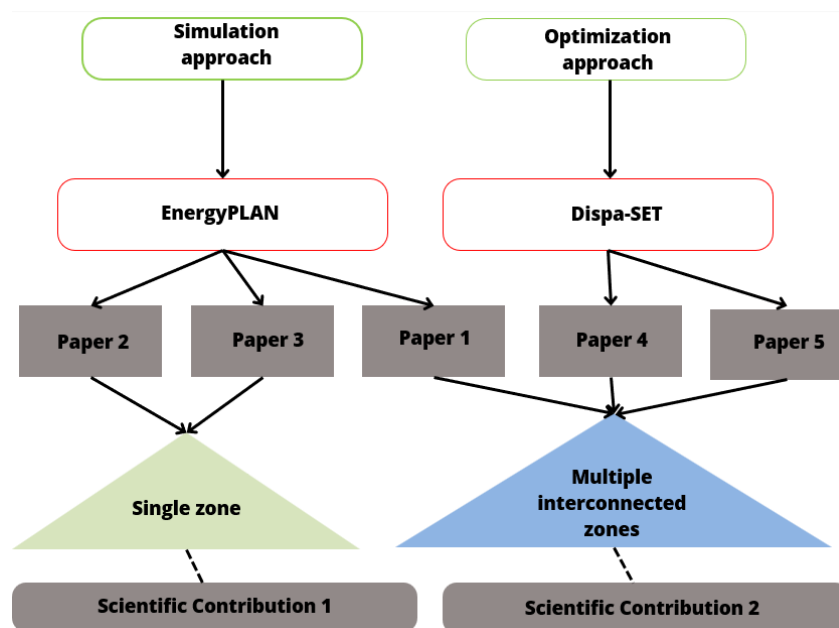 Simulation
approach
Optimization
approach
EnergyPLAN
Dispa-SET
Paper 2
Paper 3
Paper 1
Paper 4
Paper 5
Single zone
Multiple
interconnected
zones
Scientific Contribution 1
Scientific Contribution 2